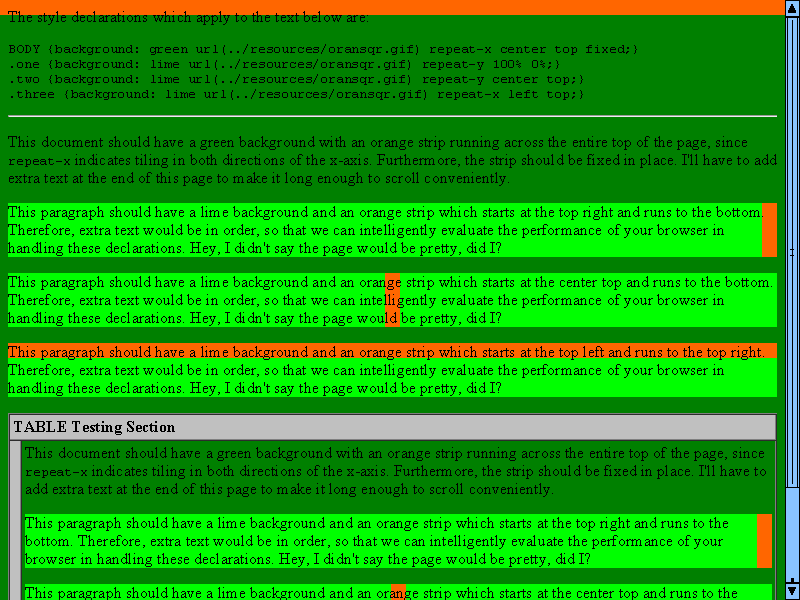 The style declarations which apply to the text below are:
BODY {background: green url(../resources/oransqr.gif) repeat-x center top fixed;}
.one {background: lime url(../resources/oransqr.gif) repeat-y 100% 0%;}
.two {background: lime url(../resources/oransqr.gif) repeat-y center top;}
.three {background: lime url(../resources/oransqr.gif) repeat-x left top;}
This document should have a green background with an orange strip running across the entire top of the page, since
repeat-x indicates tiling in both directions of the x-axis. Furthermore, the strip should be fixed in place. I'll have to add
extra text at the end of this page to make it long enough to scroll conveniently.
This paragraph should have a lime background and an orange strip which starts at the top right and runs to the bottom.
Therefore, extra text would be in order, so that we can intelligently evaluate the performance of your browser in
handling these declarations. Hey, I didn't say the page would be pretty, did I?
This paragraph should have a lime background and an orange strip which starts at the center top and runs to the bottom.
Therefore, extra text would be in order, so that we can intelligently evaluate the performance of your browser in
handling these declarations. Hey, I didn't say the page would be pretty, did I?
This paragraph should have a lime background and an orange strip which starts at the top left and runs to the top right.
Therefore, extra text would be in order, so that we can intelligently evaluate the performance of your browser in
handling these declarations. Hey, I didn't say the page would be pretty, did I?
TABLE Testing Section
This document should have a green background with an orange strip running across the entire top of the page, since
repeat-x indicates tiling in both directions of the x-axis. Furthermore, the strip should be fixed in place. I'll have to
add extra text at the end of this page to make it long enough to scroll conveniently.
This paragraph should have a lime background and an orange strip which starts at the top right and runs to the
bottom. Therefore, extra text would be in order, so that we can intelligently evaluate the performance of your
browser in handling these declarations. Hey, I didn't say the page would be pretty, did I?
This paragraph should have a lime background and an orange strip which starts at the center top and runs to the